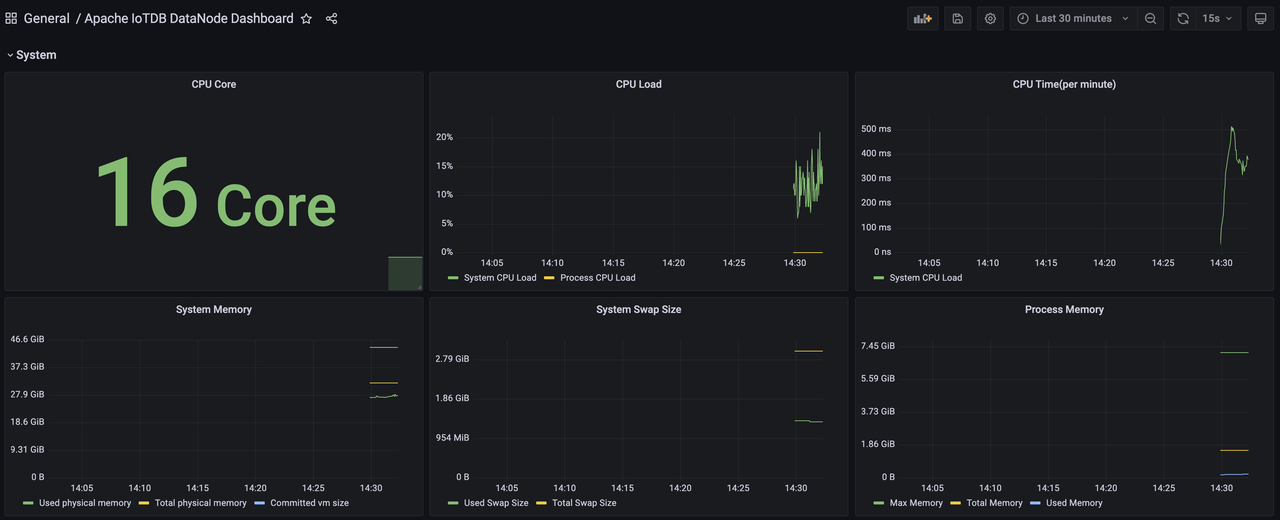 General / Apache IoTDB DataNode Dashboard
Last 30 minutes
15s
System
CPU Core
16 Core
CPU Load
20%
15%
10%
5%
0%
14:05 14:10 14:15 14:20 14:25 14:30
System CPU Load Process CPU Load
CPU Time(per minute)
500 ms
400 ms
300 ms
200 ms
100 ms
0 ns
14:05 14:10 14:15 14:20 14:25 14:30
System CPU Load
System Memory
46.6 GiB
37.3 GiB
27.9 GiB
18.6 GiB
9.31 GiB
0 B
14:05 14:10 14:15 14:20 14:25 14:30
Used physical memory Total physical memory Committed vm size
System Swap Size
2.79 GiB
1.86 GiB
954 MiB
0 B
14:05 14:10 14:15 14:20 14:25 14:30
Used Swap Size Total Swap Size
Process Memory
7.45 GiB
5.59 GiB
3.73 GiB
1.86 GiB
0 B
14:05 14:10 14:15 14:20 14:25 14:30
Max Memory Total Memory Used Memory